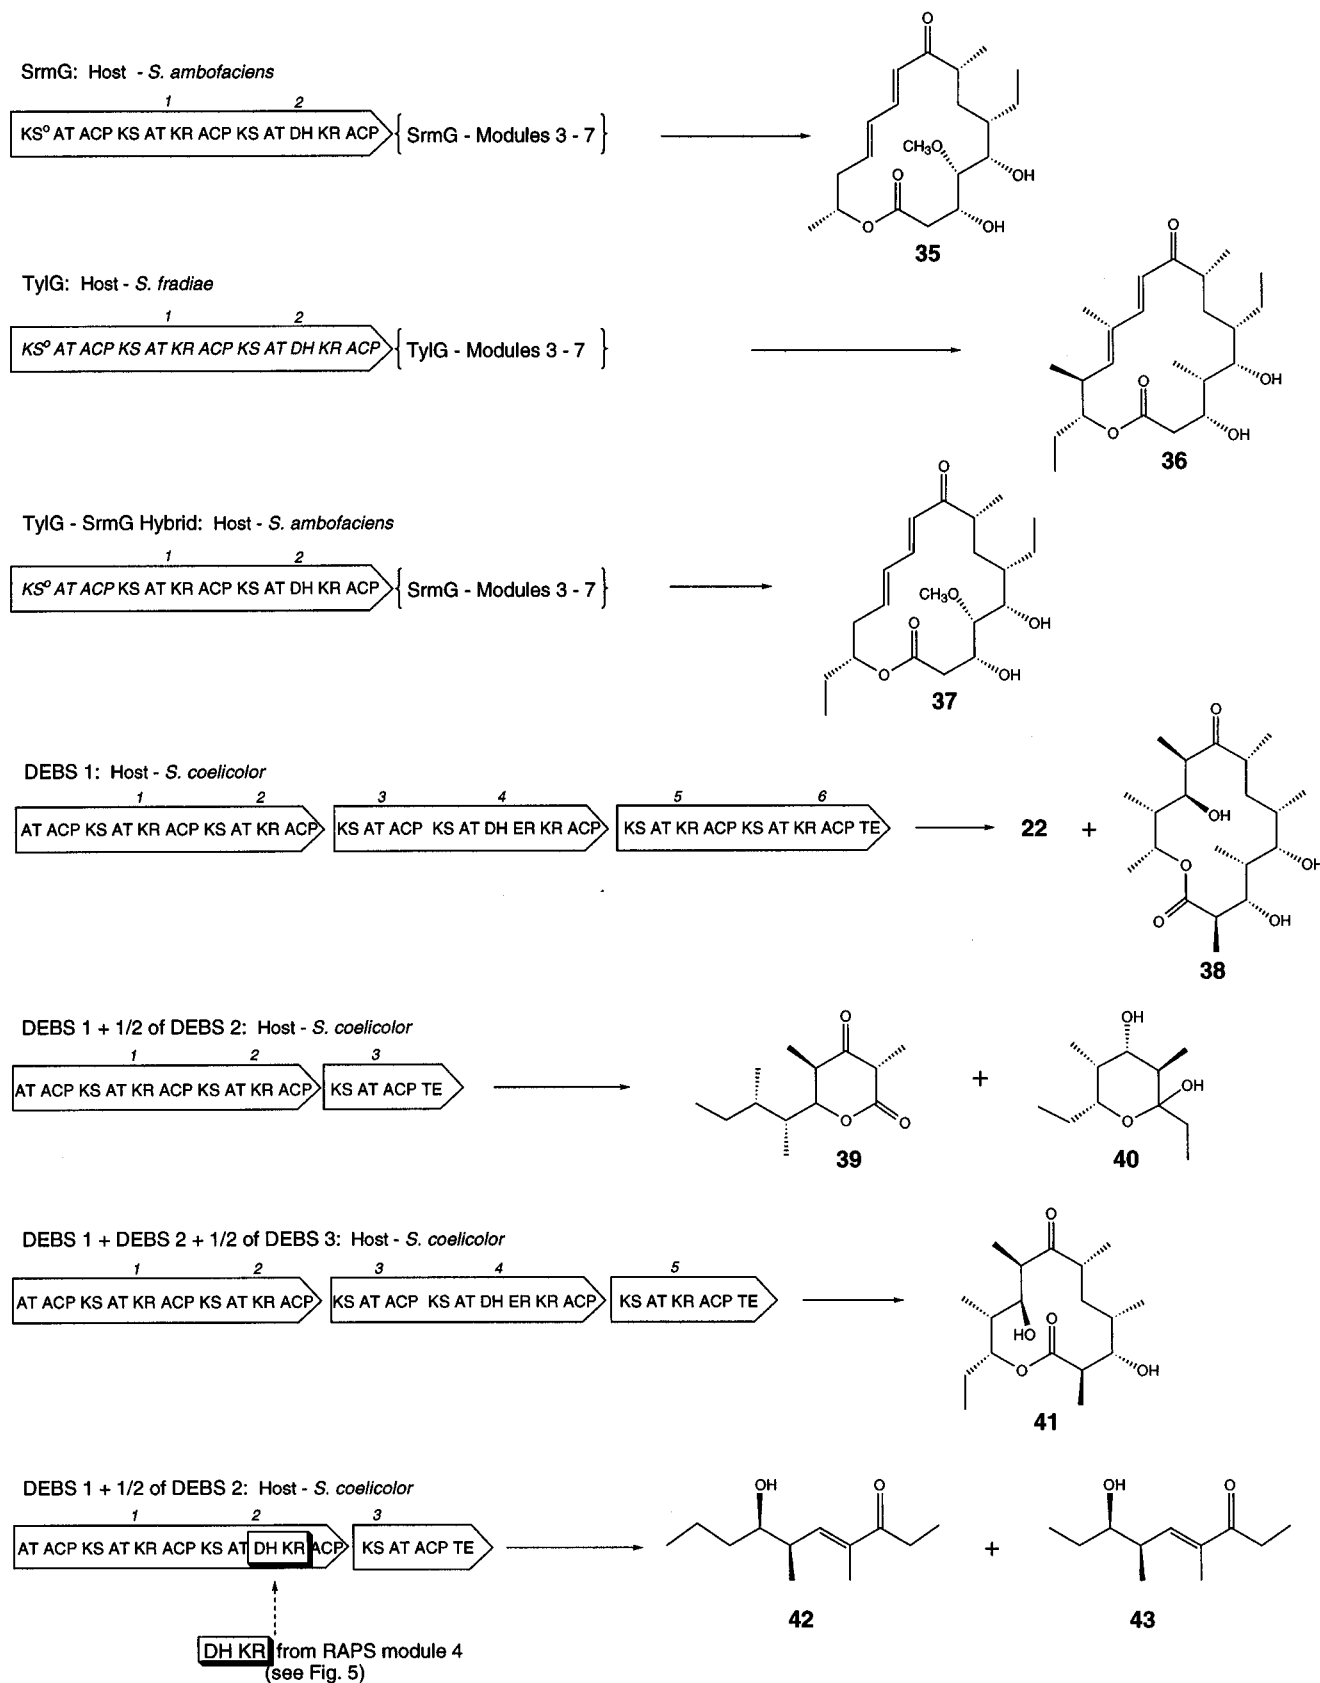 O
SrmG: Host - S. ambofaciens
1 2
KSº AT ACP KS AT KR ACP KS AT DH KR ACP { SrmG - Modules 3 - 7 }
CH₃O
OH
O
O
OH
35
O
TylG: Host - S. fradiae
1 2
KSº AT ACP KS AT KR ACP KS AT DH KR ACP { TylG - Modules 3 - 7 }
O
OH
O
OH
36
O
TylG - SrmG Hybrid: Host - S. ambofaciens
1 2
KSº AT ACP KS AT KR ACP KS AT DH KR ACP { SrmG - Modules 3 - 7 }
CH₃O
O
OH
O
OH
37
O
DEBS 1: Host - S. coelicolor
1 2 3 4 5 6
AT ACP KS AT KR ACP KS AT KR ACP KS AT ACP KS AT DH ER KR ACP KS AT KR ACP KS AT KR ACP TE 22 +
OH
O
OH
O
OH
38
DEBS 1 + 1/2 of DEBS 2: Host - S. coelicolor
1 2 3
AT ACP KS AT KR ACP KS AT KR ACP KS AT ACP TE
O
OH
+
OH
O
O
O
39 40
DEBS 1 + DEBS 2 + 1/2 of DEBS 3: Host - S. coelicolor
1 2 3 4 5
AT ACP KS AT KR ACP KS AT KR ACP KS AT ACP KS AT DH ER KR ACP KS AT KR ACP TE
O
HO
O
O
OH
41
DEBS 1 + 1/2 of DEBS 2: Host - S. coelicolor
1 2 3
AT ACP KS AT KR ACP KS AT DH KR ACP KS AT ACP TE
OH O + OH O
42 43
DH KR from RAPS module 4
(see Fig. 5)